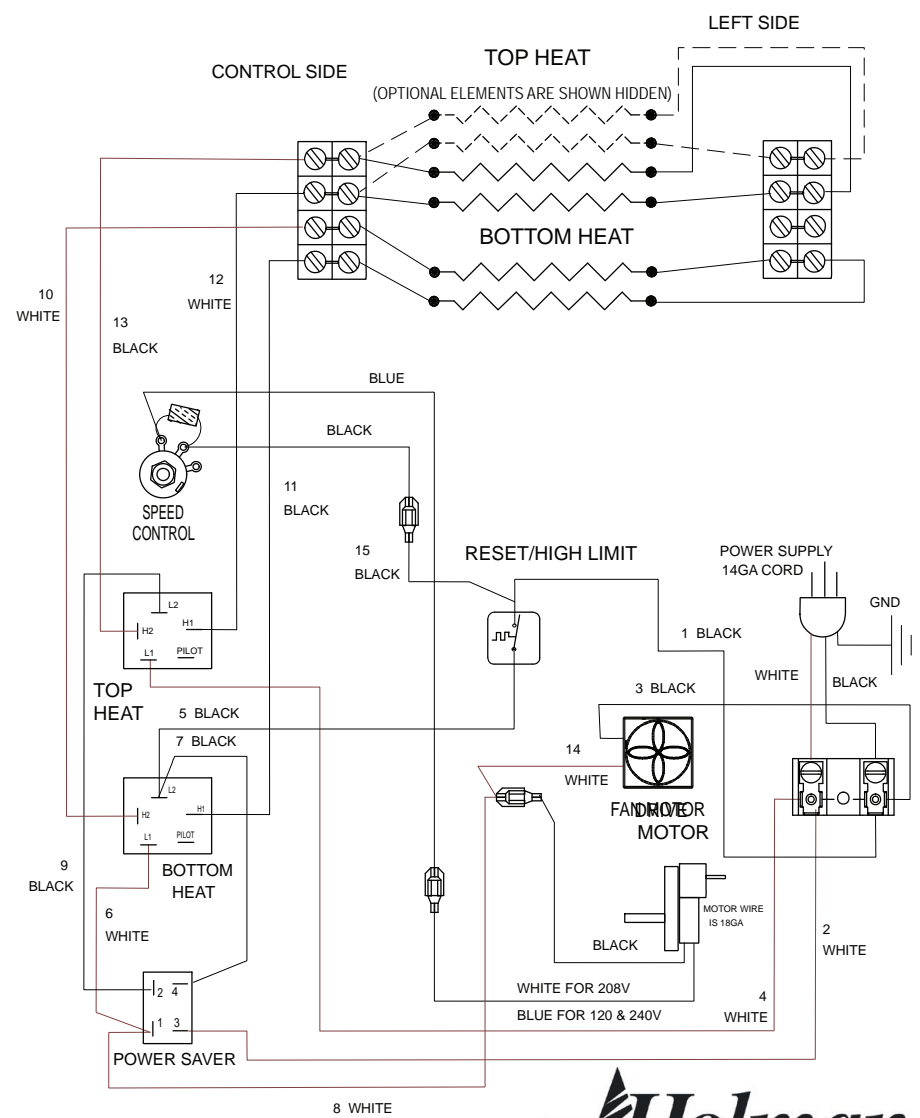 LEFT SIDE
TOP HEAT
CONTROL SIDE
(OPTIONAL ELEMENTS ARE SHOWN HIDDEN)
BOTTOM HEAT
10
WHITE
12
WHITE
13
BLACK
BLUE
BLACK
11
BLACK
SPEED
CONTROL
15
BLACK
RESET/HIGH LIMIT
POWER SUPPLY
14GA CORD
GND
L2
H2
H1
L1
PILOT
TOP
HEAT
1 BLACK
WHITE
BLACK
3 BLACK
5 BLACK
7 BLACK
14
WHITE
FAN MOTOR
DRIVE
MOTOR
L2
H2
H1
L1
PILOT
BOTTOM
HEAT
9
BLACK
6
WHITE
MOTOR WIRE
IS 18GA
BLACK
2
WHITE
2 4
1 3
POWER SAVER
WHITE FOR 208V
BLUE FOR 120 & 240V
4
WHITE
8 WHITE
Holman